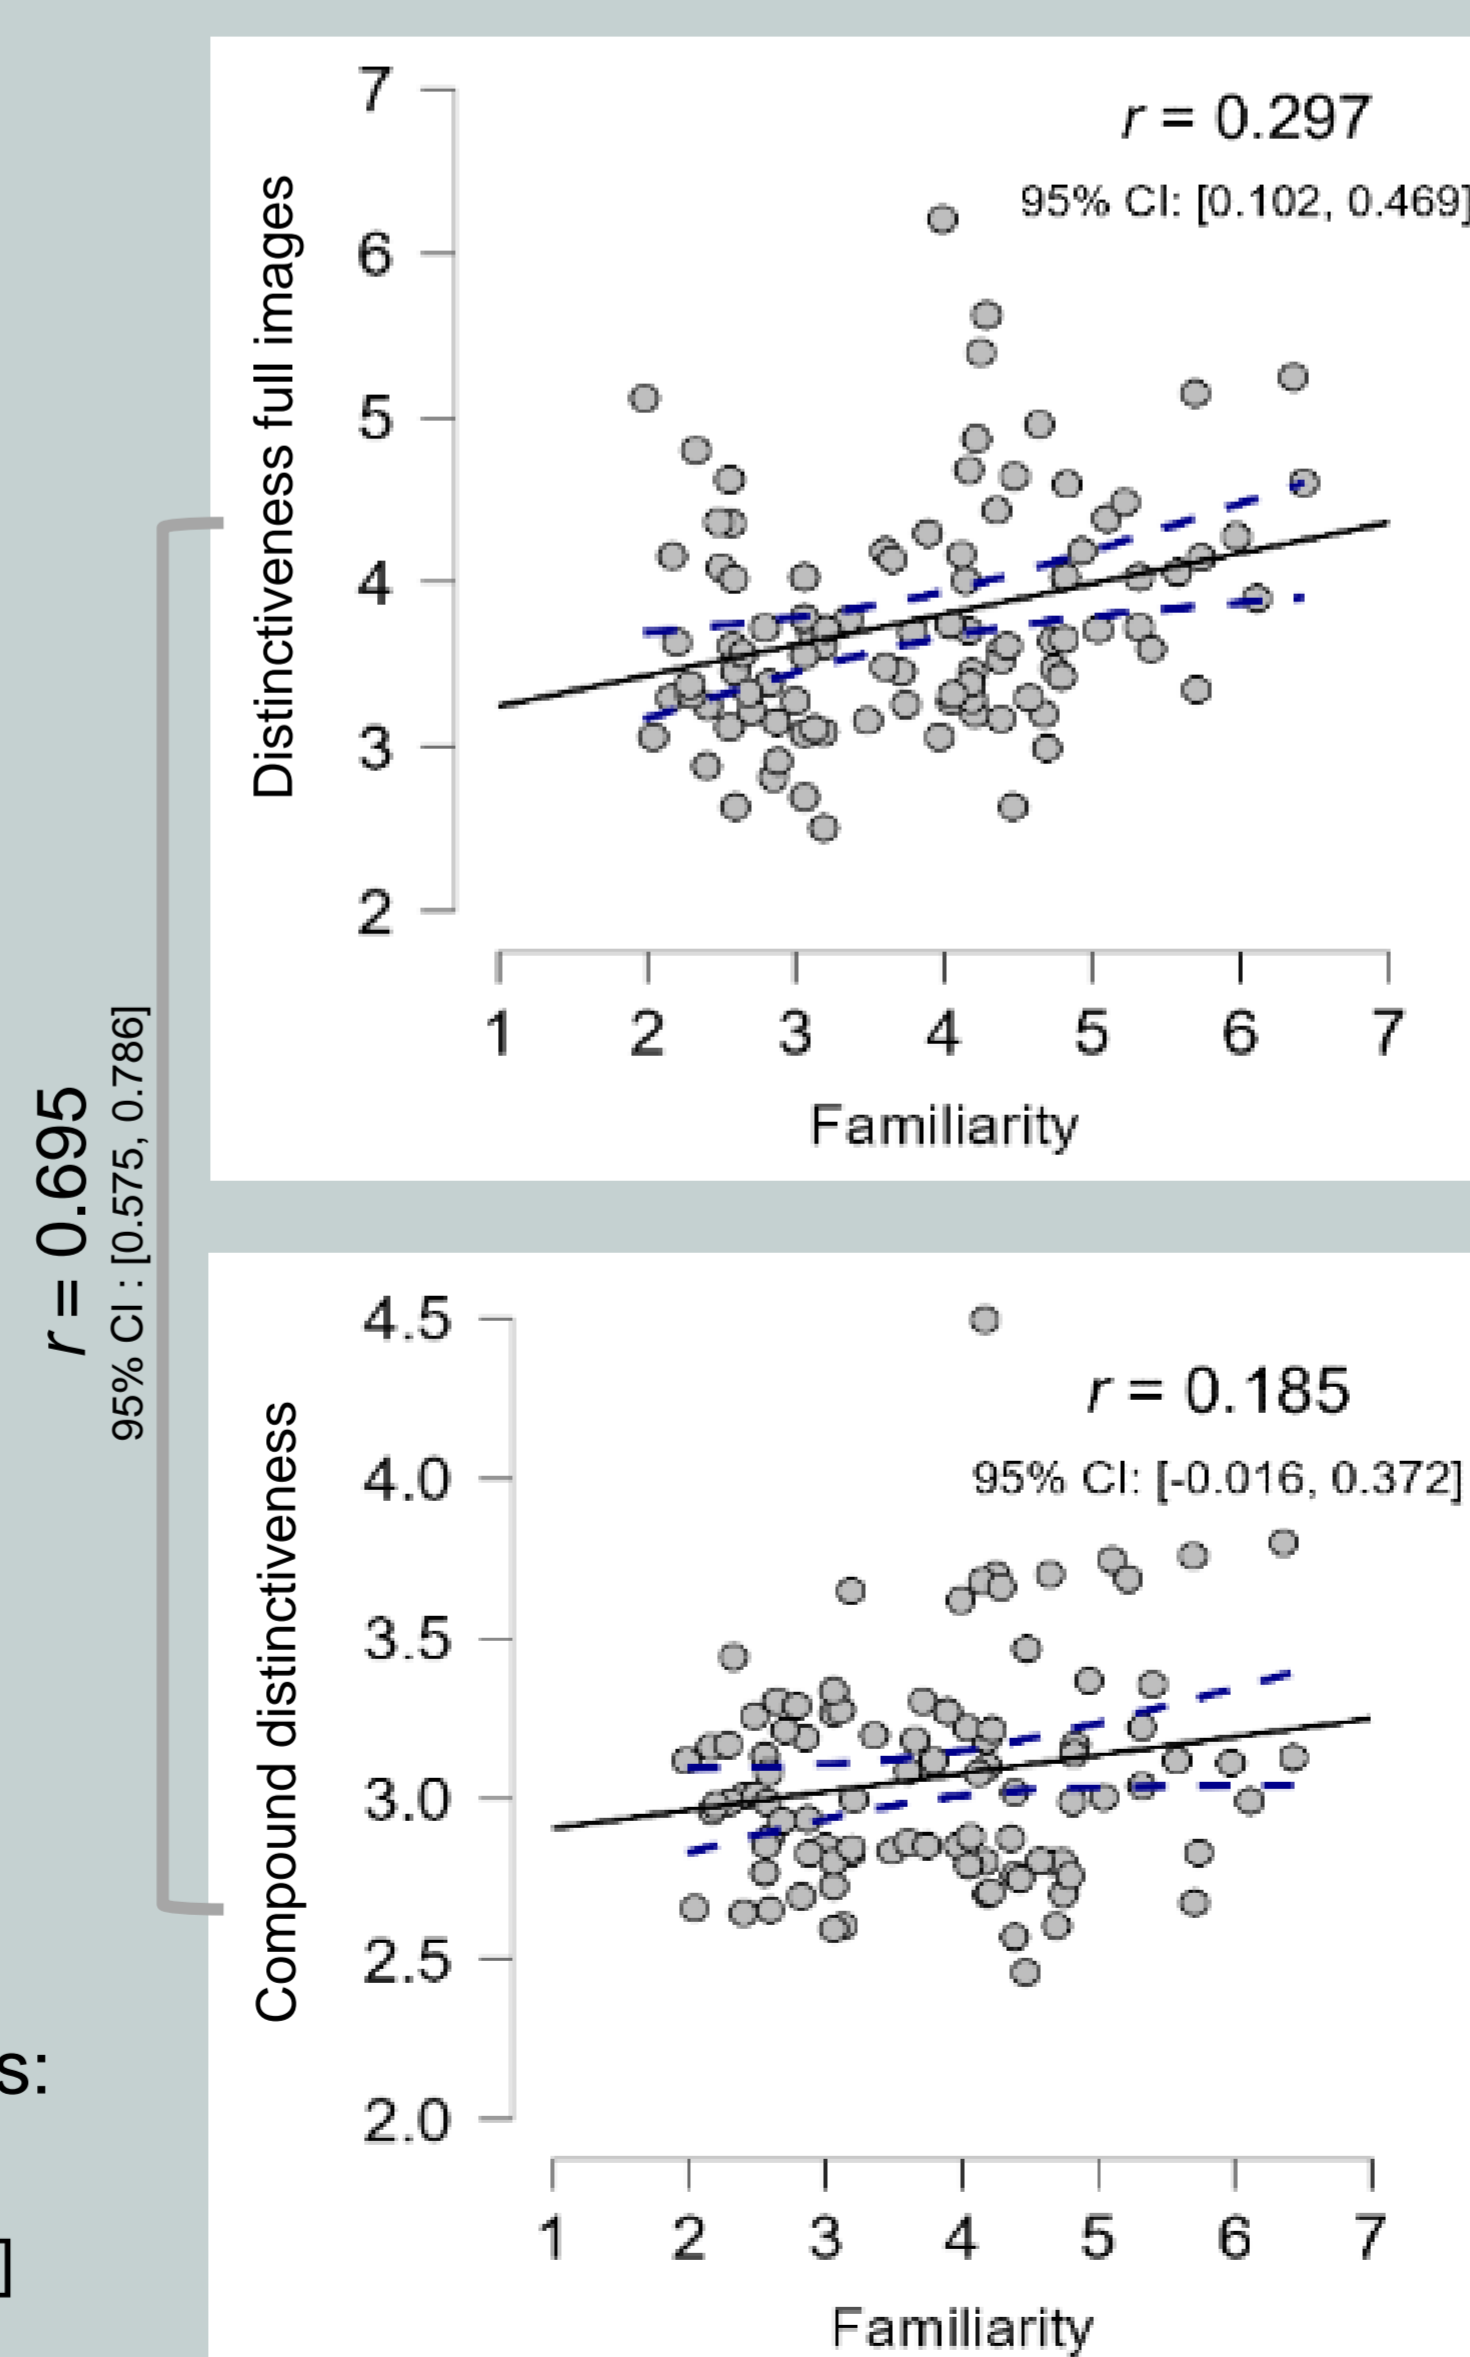 7
6
5
4
3
2
Distinctiveness full images
r = 0.297
95% CI: [0.102, 0.469]
1 2 3 4 5 6 7
Familiarity
r = 0.695
95% CI : [0.575, 0.786]
4.5
4.0
3.5
3.0
2.5
2.0
Compound distinctiveness
r = 0.185
95% CI: [-0.016, 0.372]
1 2 3 4 5 6 7
Familiarity
s:
]